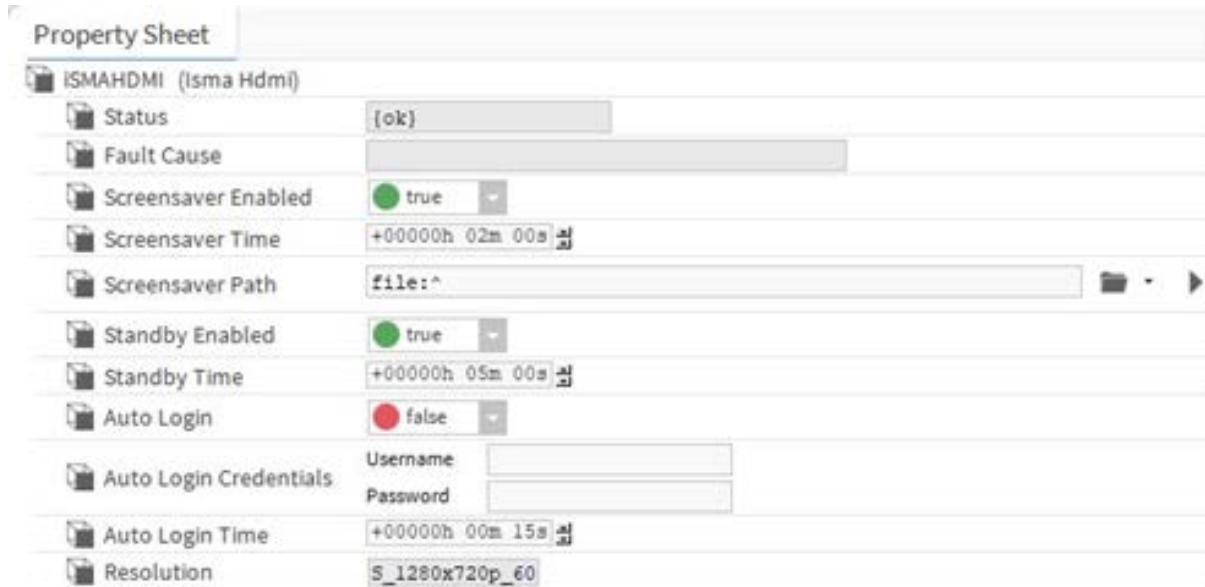 Property Sheet
iSMAHDMI (Isma Hdmi)
Status {ok}
Fault Cause
Screensaver Enabled true
Screensaver Time +00000h 02m 00s
Screensaver Path file:^
Standby Enabled true
Standby Time +00000h 05m 00s
Auto Login false
Auto Login Credentials Username
Password
Auto Login Time +00000h 00m 15s
Resolution S_1280x720p_60